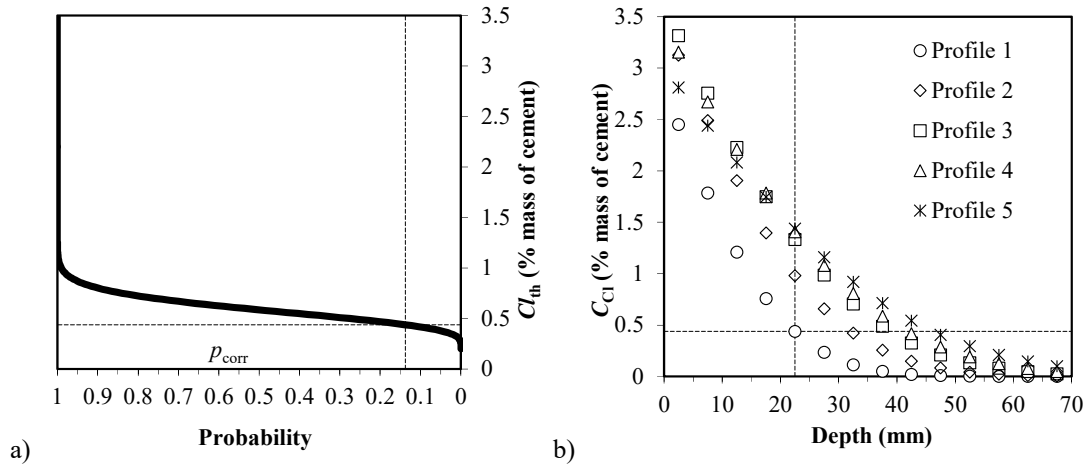 3.5
3
2.5
2
1.5
1
0.5
0
Cl_th (% mass of cement)
p_corr
1 0.9 0.8 0.7 0.6 0.5 0.4 0.3 0.2 0.1 0
Probability
a)
3.5
3
2.5
2
1.5
1
0.5
0
C_Cl (% mass of cement)
Profile 1
Profile 2
Profile 3
Profile 4
Profile 5
0 10 20 30 40 50 60 70
Depth (mm)
b)